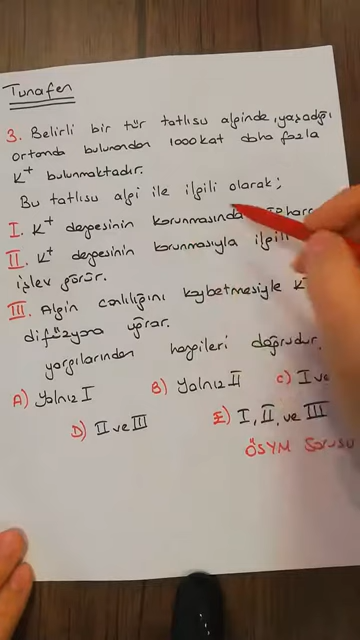 Tunafen
3. Belirli bir tür tatlısu alginde, yaşadığı
ortamda bulunandan 1000 kat daha fazla
K⁺ bulunmaktadır.
Bu tatlısu algi ile ilgili olarak;
I. K⁺ dengesinin korunmasında
II. K⁺ dengesinin korunmasıyla ilgili
işlev görür.
III. Algin canlılığını kaybetmesiyle K⁺
difüzyona uğrar.
yargılarından hangileri doğrudur.
A) Yalnız I B) Yalnız II C) I ve
D) II ve III E) I, II, ve III
ÖSYM Sorusu